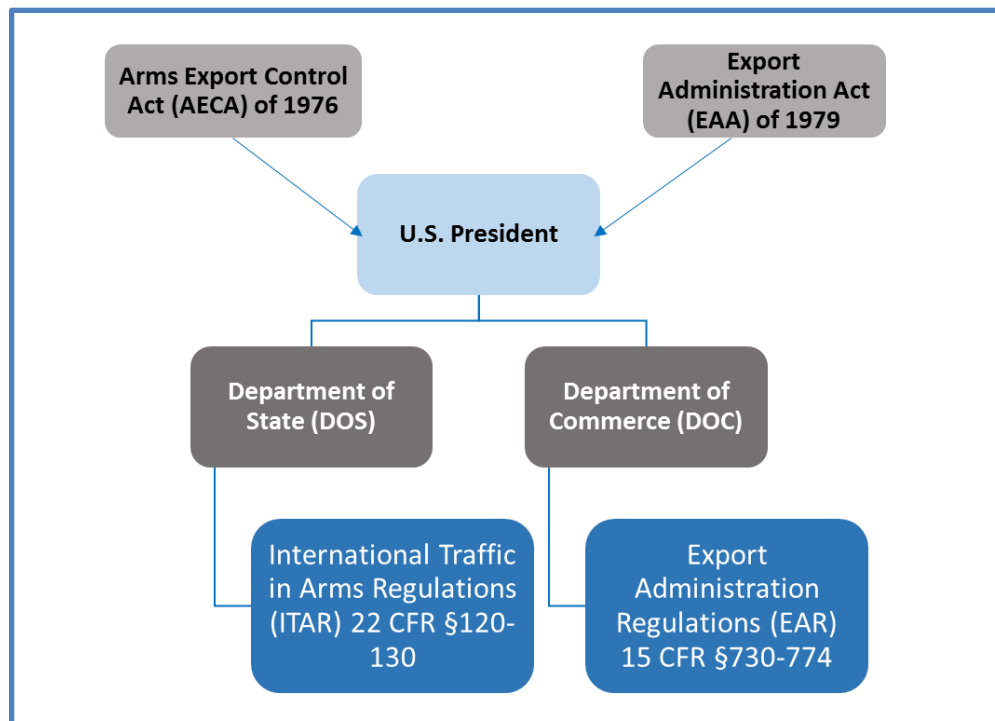 Arms Export Control
Act (AECA) of 1976
Export
Administration Act
(EAA) of 1979
U.S. President
Department of
State (DOS)
Department of
Commerce (DOC)
International Traffic
in Arms Regulations
(ITAR) 22 CFR §120-
130
Export
Administration
Regulations (EAR)
15 CFR §730-774